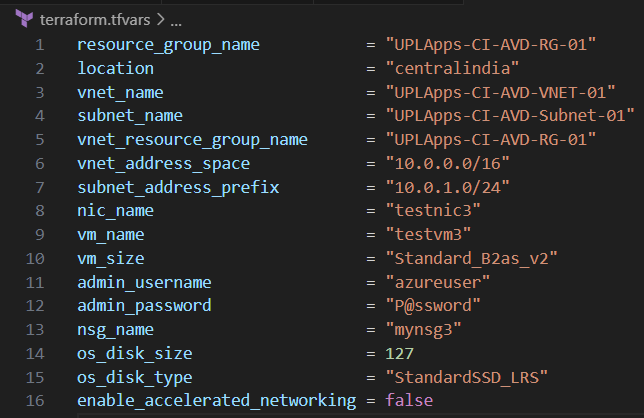 terraform.tfvars > ...
1 resource_group_name = "UPLApps-CI-AVD-RG-01"
2 location = "centralindia"
3 vnet_name = "UPLApps-CI-AVD-VNET-01"
4 subnet_name = "UPLApps-CI-AVD-Subnet-01"
5 vnet_resource_group_name = "UPLApps-CI-AVD-RG-01"
6 vnet_address_space = "10.0.0.0/16"
7 subnet_address_prefix = "10.0.1.0/24"
8 nic_name = "testnic3"
9 vm_name = "testvm3"
10 vm_size = "Standard_B2as_v2"
11 admin_username = "azureuser"
12 admin_password = "P@ssword"
13 nsg_name = "mynsg3"
14 os_disk_size = 127
15 os_disk_type = "StandardSSD_LRS"
16 enable_accelerated_networking = false